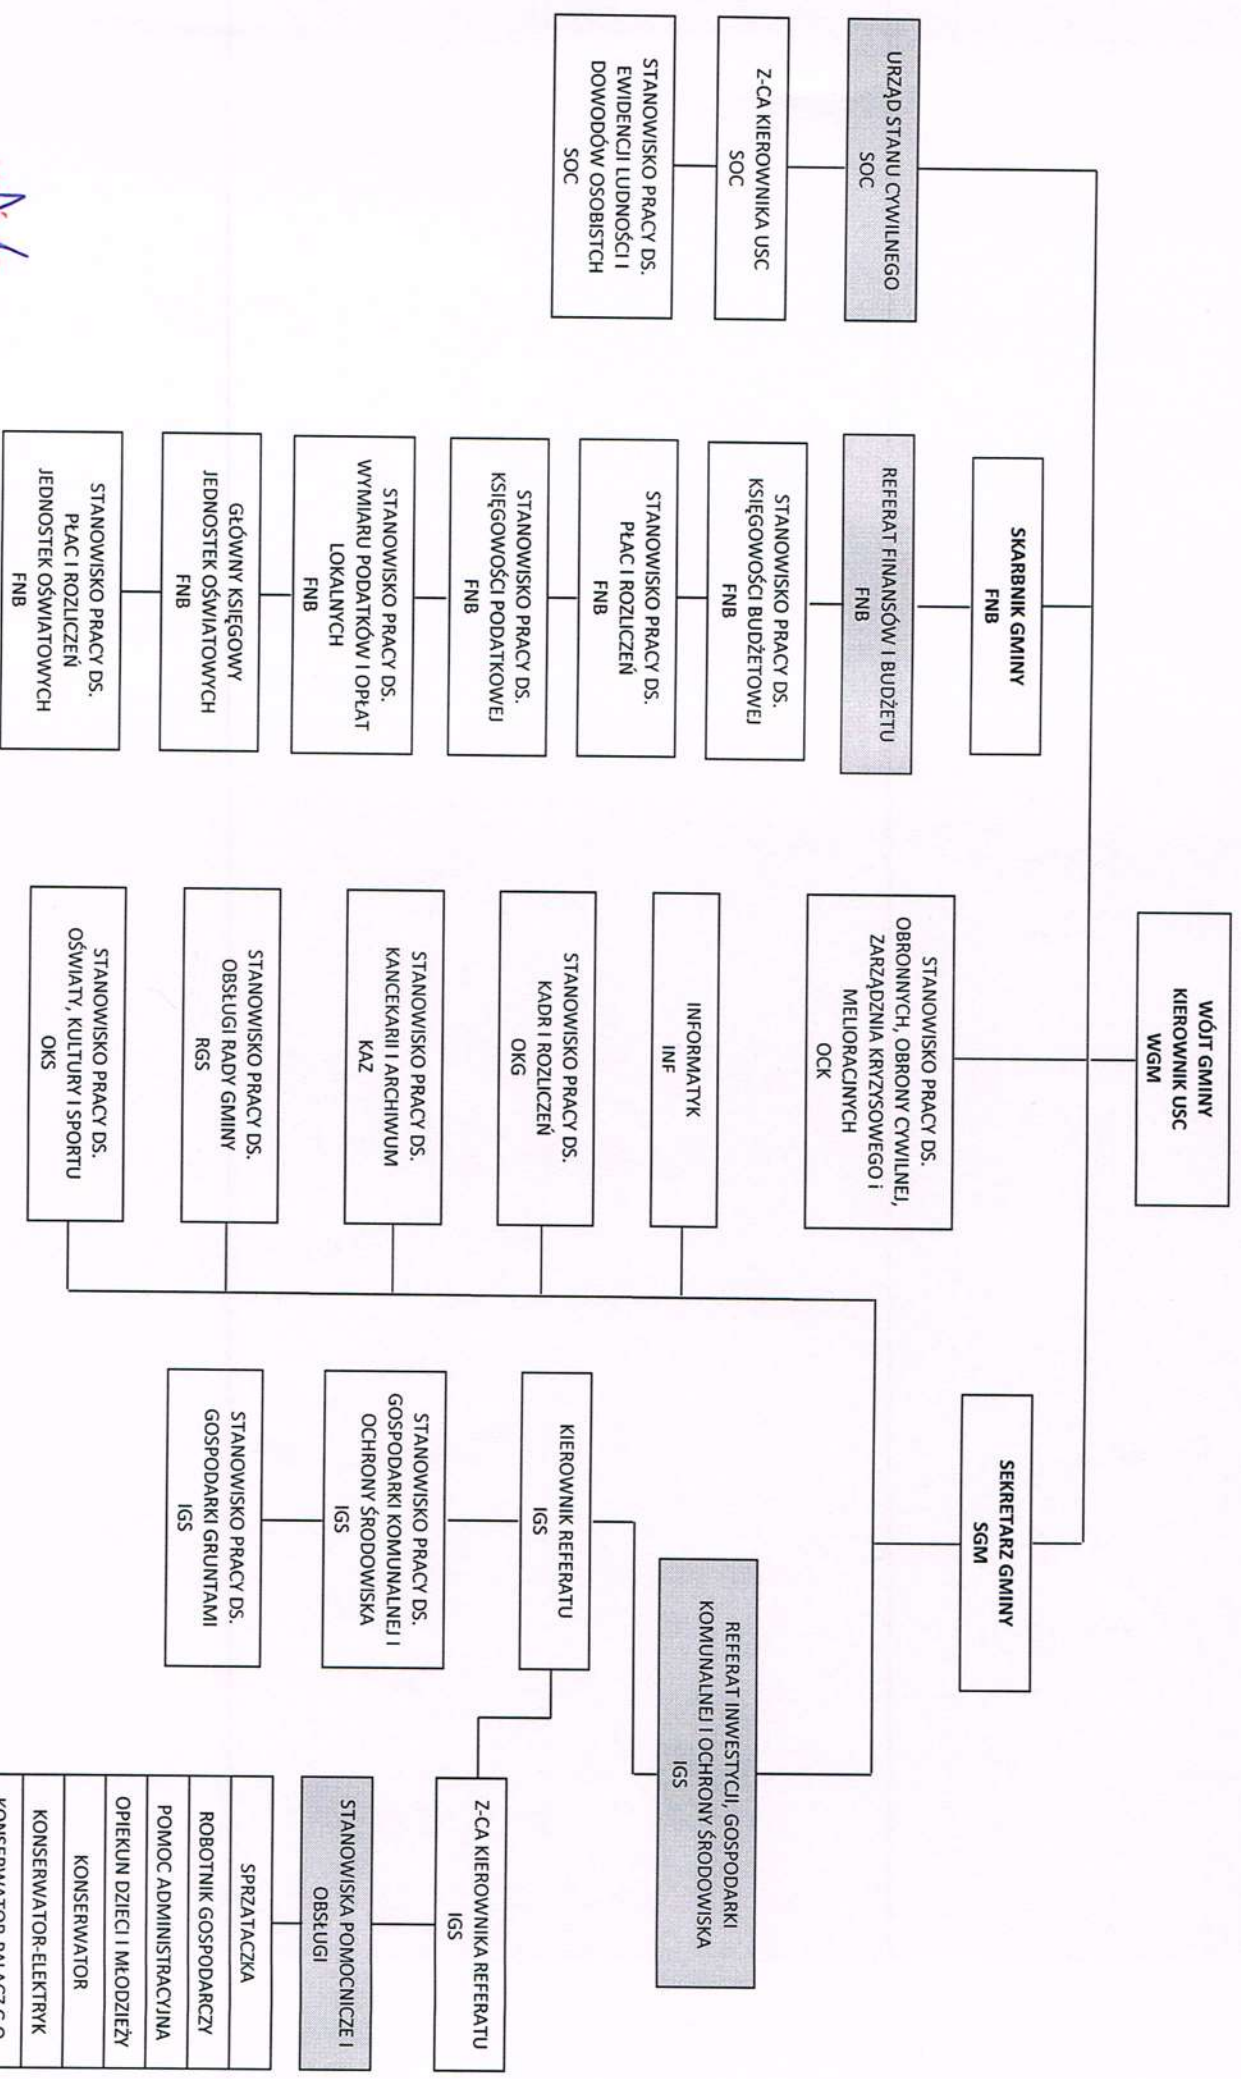 WÓJT GMINY
KIEROWNIK USC
WGM
URZĄD STANU CYWILNEGO
SOC
Z-CA KIEROWNIKA USC
SOC
STANOWISKO PRACY DS.
EWIDENCJI LUDNOŚCI I
DOWODÓW OSOBISTCH
SOC
SKARBNIK GMINY
FNB
REFERAT FINANSÓW I BUDŻETU
FNB
STANOWISKO PRACY DS.
KSIĘGOWOŚCI BUDŻETOWEJ
FNB
STANOWISKO PRACY DS.
PŁAC I ROZLICZEŃ
FNB
STANOWISKO PRACY DS.
KSIĘGOWOŚCI PODATKOWEJ
FNB
STANOWISKO PRACY DS.
WYMIARU PODATKÓW I OPŁAT
LOKALNYCH
FNB
GŁÓWNY KSIĘGOWY
JEDNOSTEK OŚWIATOWYCH
FNB
STANOWISKO PRACY DS.
PŁAC I ROZLICZEŃ
JEDNOSTEK OŚWIATOWYCH
FNB
STANOWISKO PRACY DS.
OBRONNYCH, OBRONY CYWILNEJ,
ZARZĄDZNIA KRYZYSOWEGO i
MELIORACJNYCH
OCK
INFORMATYK
INF
STANOWISKO PRACY DS.
KADR I ROZLICZEŃ
OKG
STANOWISKO PRACY DS.
KANCEKARII I ARCHIWUM
KAZ
STANOWISKO PRACY DS.
OBSŁUGI RADY GMINY
RGS
STANOWISKO PRACY DS.
OŚWIATY, KULTURY I SPORTU
OKS
SEKRETARZ GMINY
SGM
REFERAT INWESTYCJI, GOSPODARKI
KOMUNALNEJ I OCHRONY ŚRODOWISKA
IGS
KIEROWNIK REFERATU
IGS
STANOWISKO PRACY DS.
GOSPODARKI KOMUNALNEJ I
OCHRONY ŚRODOWISKA
IGS
STANOWISKO PRACY DS.
GOSPODARKI GRUNTAMI
IGS
Z-CA KIEROWNIKA REFERATU
IGS
STANOWISKA POMOCNICZE I
OBSŁUGI
SPRZATACZKA
ROBOTNIK GOSPODARCZY
POMOC ADMINISTRACYJNA
OPIEKUN DZIECI I MŁODZIEŻY
KONSERWATOR
KONSERWATOR-ELEKTRYK
KONSERWATOR-PALACZ C.O.